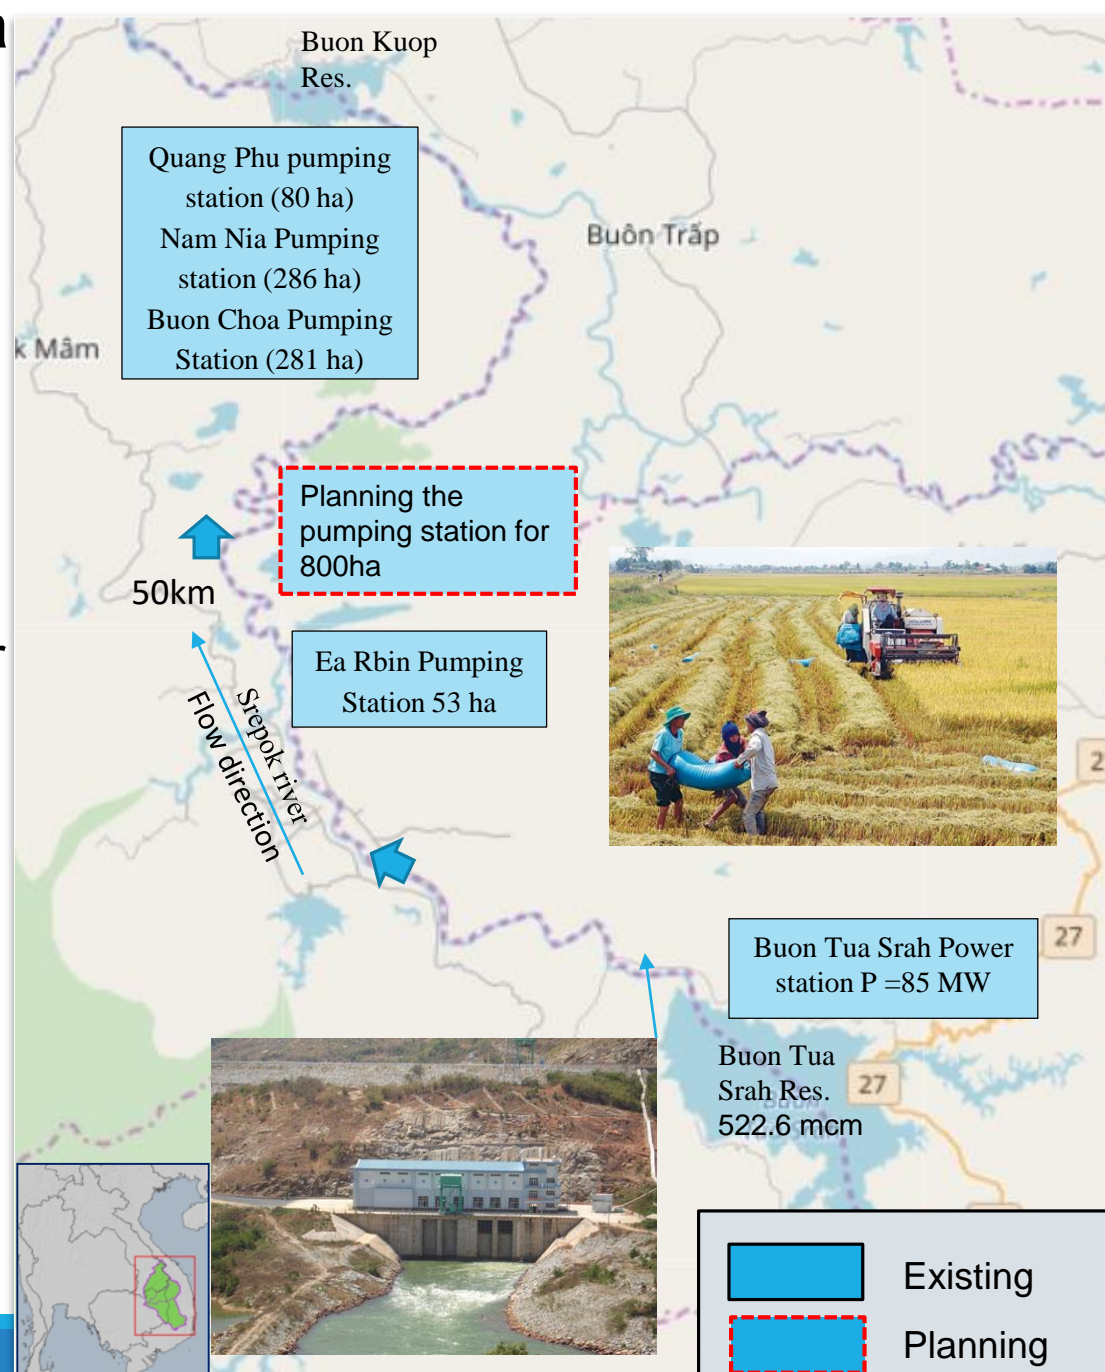 Buon Kuop
Res.
Quang Phu pumping
station (80 ha)
Nam Nia Pumping
station (286 ha)
Buon Choa Pumping
Station (281 ha)
Buôn Trấp
k Mâm
Planning the
pumping station for
800ha
50km
Ea Rbin Pumping
Station 53 ha
Srepok river
Flow direction
2
27
Buon Tua Srah Power
station P =85 MW
Buon Tua
Srah Res.
522.6 mcm
27
Existing
Planning